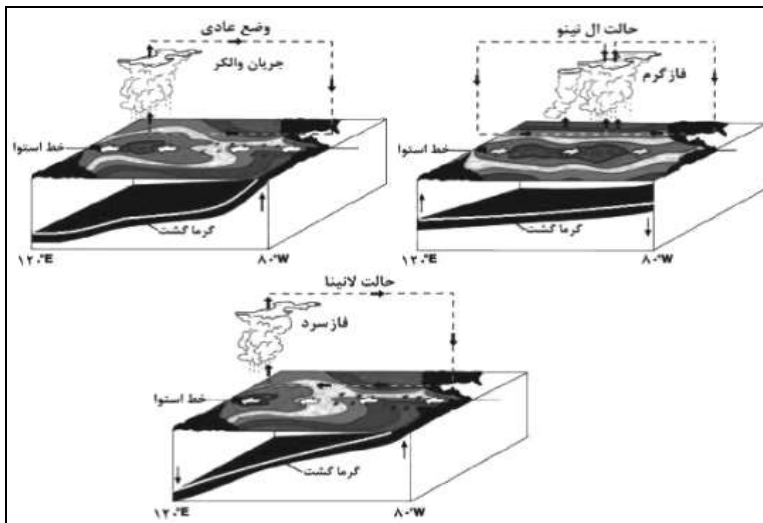 وضع عادی
جریان والکر
خط استوا
گرما گشت
۱۲۰°E
۸۰°W
حالت ال نینو
فاز گرم
خط استوا
گرما گشت
۱۲۰°E
۸۰°W
حالت لانینا
فاز سرد
خط استوا
گرما گشت
۱۲۰°E
۸۰°W